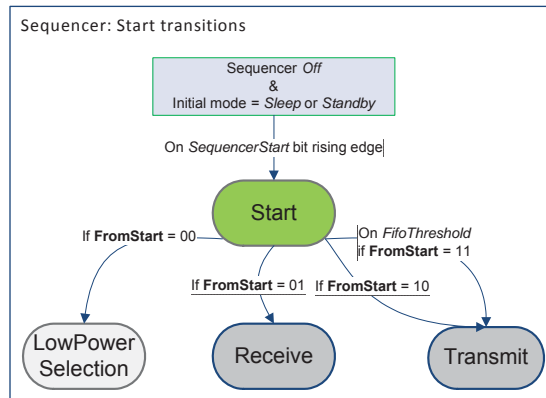 Sequencer: Start transitions
Sequencer Off
&
Initial mode = Sleep or Standby
On SequencerStart bit rising edge
Start
If FromStart = 00
On FifoThreshold
if FromStart = 11
If FromStart = 01
If FromStart = 10
LowPower
Selection
Receive
Transmit